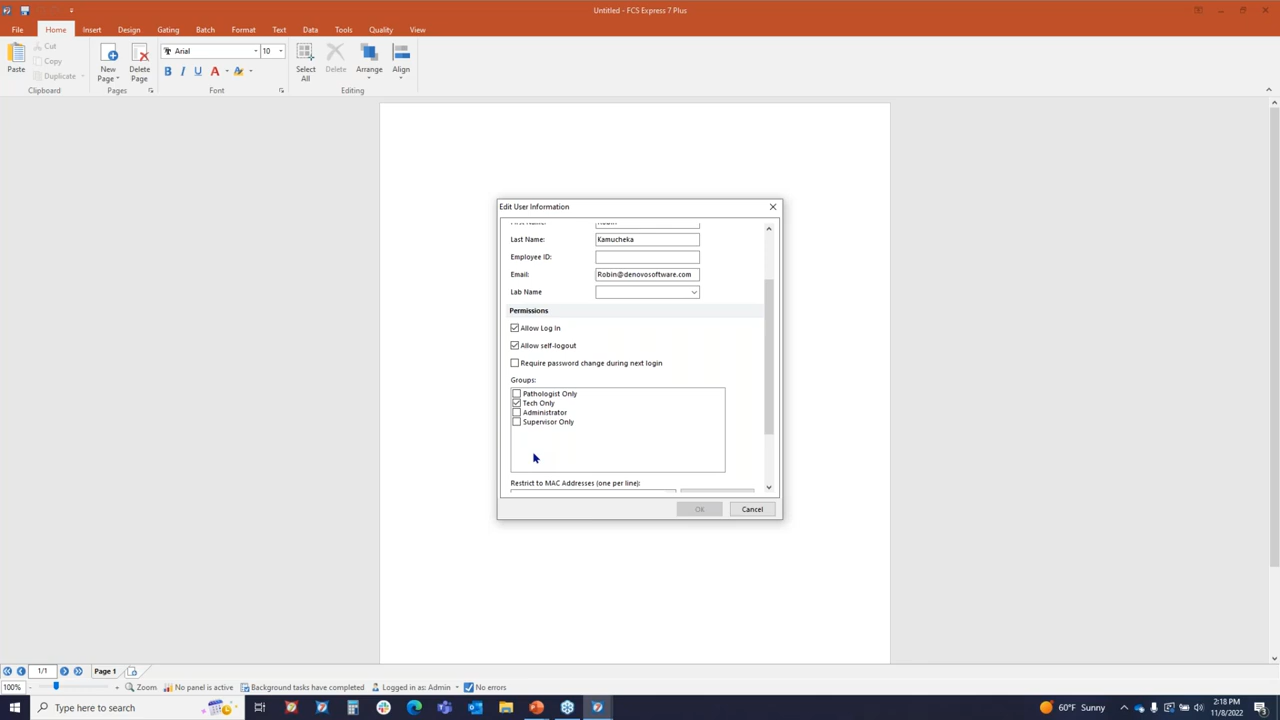 Untitled - FCS Express 7 Plus
File Home Insert Design Gating Batch Format Text Data Tools Quality View
Paste
Cut
Copy
Duplicate
Clipboard
New Page
Delete Page
Pages
Arial 10
B I U A
Font
Select All
Delete
Arrange
Align
Editing
Edit User Information
Last Name: Kamucheka
Employee ID:
Email: Robin@denovosoftware.com
Lab Name
Permissions
Allow Log In
Allow self-logout
Require password change during next login
Groups:
Pathologist Only
Tech Only
Administrator
Supervisor Only
Restrict to MAC Addresses (one per line):
OK Cancel
1/1 Page 1
100% - + Zoom No panel is active Background tasks have completed Logged in as: Admin No errors
Type here to search
60°F Sunny
2:18 PM
11/8/2022
3